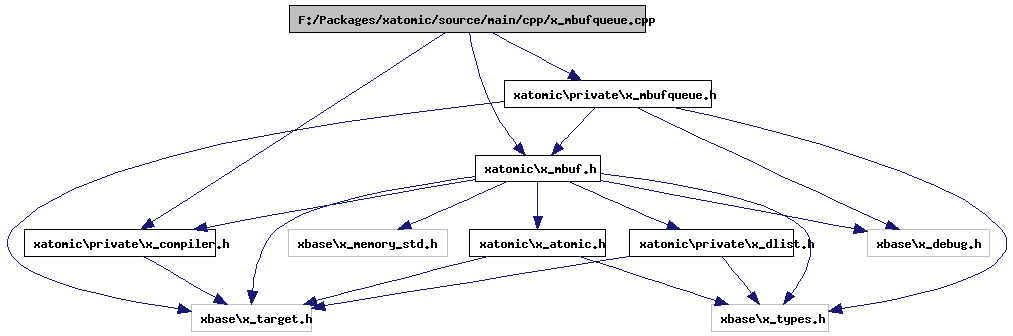 F:/Packages/xatomic/source/main/cpp/x_mbufqueue.cpp
xatomic\private\x_mbufqueue.h
xatomic\x_mbuf.h
xatomic\private\x_compiler.h
xbase\x_memory_std.h
xatomic\x_atomic.h
xatomic\private\x_dlist.h
xbase\x_debug.h
xbase\x_target.h
xbase\x_types.h